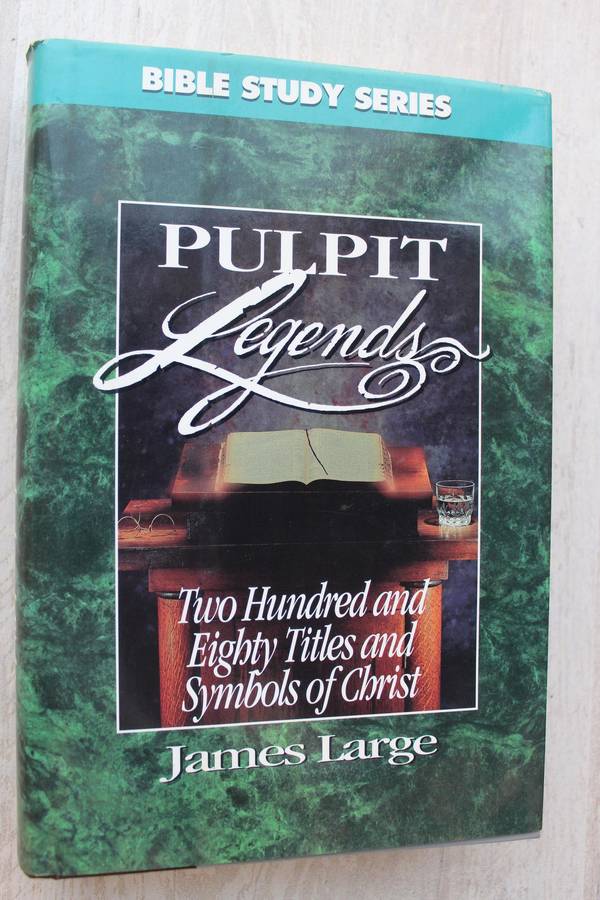 BIBLE STUDY SERIES
PULPIT
Legends
Two Hundred and
Eighty Titles and
Symbols of Christ
James Large